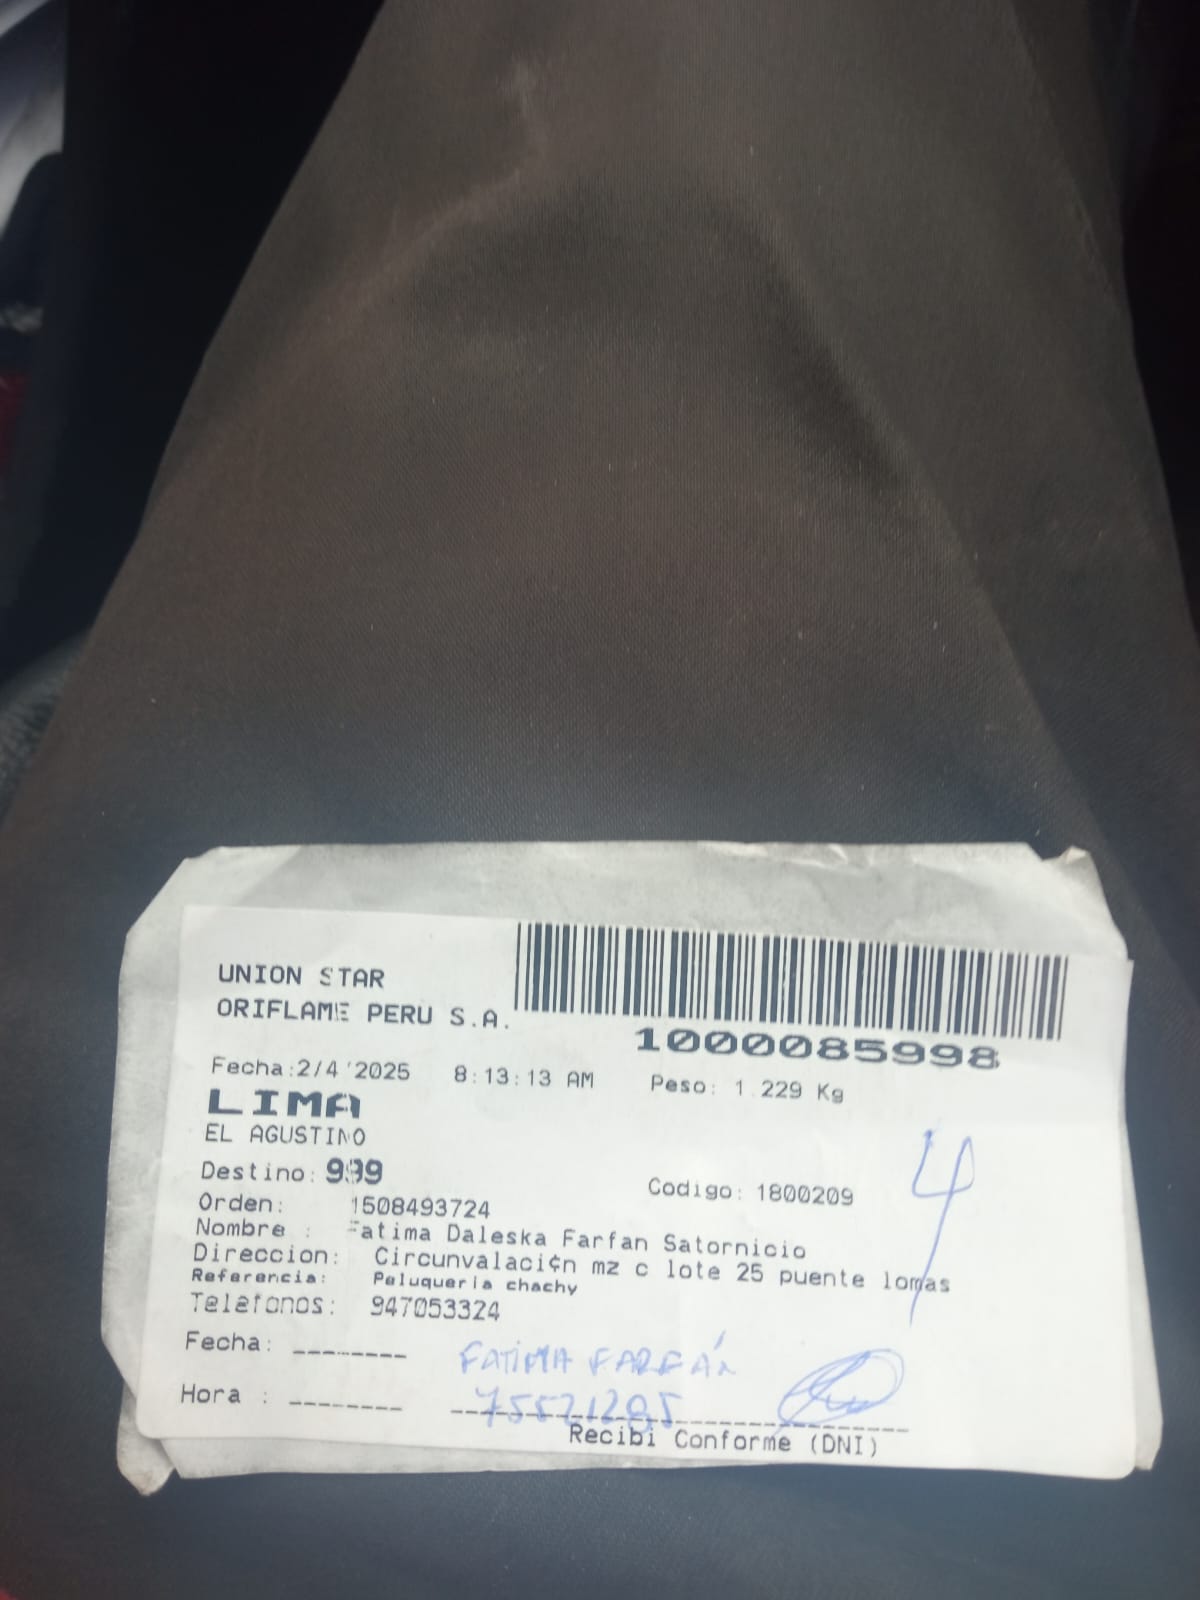 UNION STAR
ORIFLAME PERU S.A.
1000085998
Fecha:2/4/2025 8:13:13 AM Peso: 1.229 Kg
LIMA
EL AGUSTINO
4
Destino: 999
Codigo: 1800209
Orden: 1508493724
Nombre : Fatima Daleska Farfan Satornicio
Direccion: Circunvalaci¢n mz c lote 25 puente lomas
Referencia: Peluqueria chachy
Telefonos: 947053324
Fecha: --------
FATIMA FARFÁN
Hora : --------
75521285
Recibi Conforme (DNI)